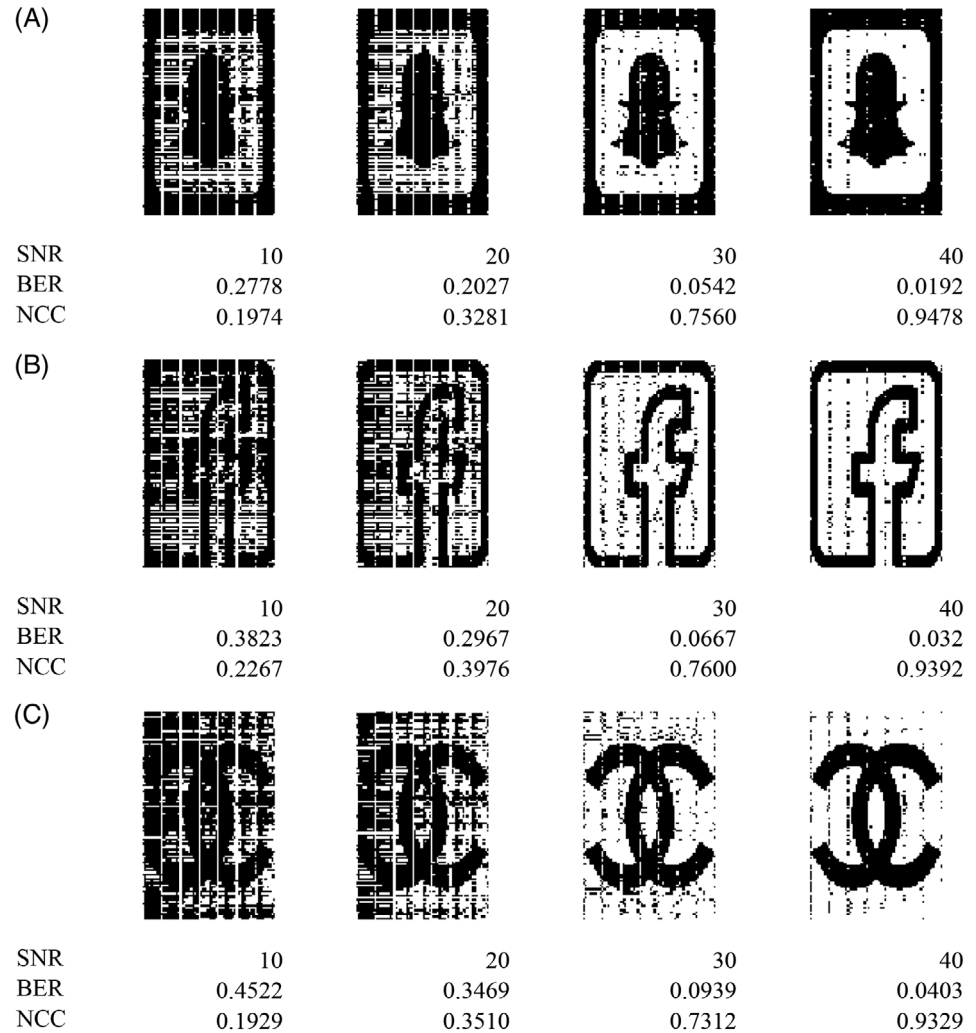 (A)
SNR 10 20 30 40
BER 0.2778 0.2027 0.0542 0.0192
NCC 0.1974 0.3281 0.7560 0.9478
(B)
SNR 10 20 30 40
BER 0.3823 0.2967 0.0667 0.032
NCC 0.2267 0.3976 0.7600 0.9392
(C)
SNR 10 20 30 40
BER 0.4522 0.3469 0.0939 0.0403
NCC 0.1929 0.3510 0.7312 0.9329